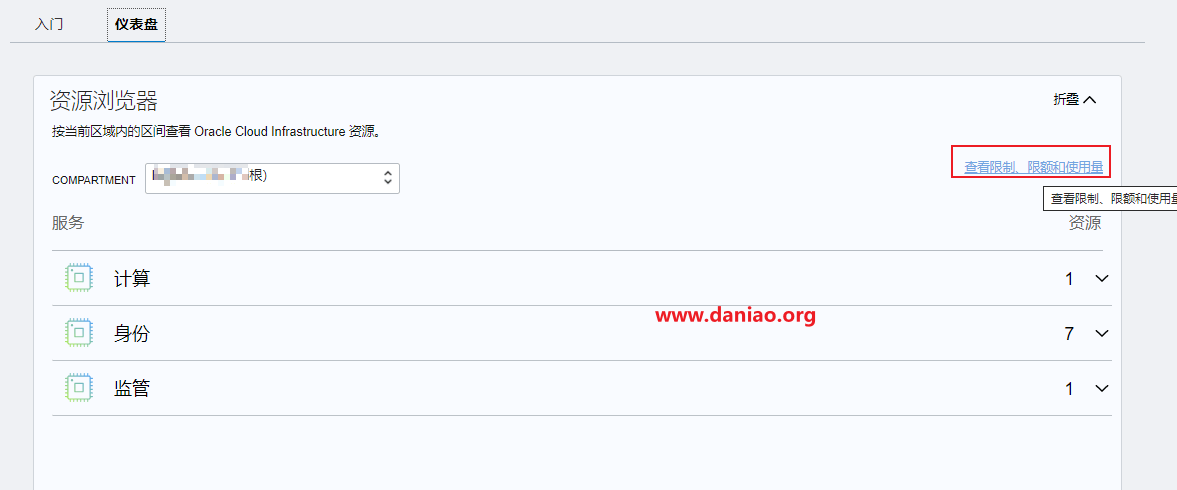 入门 仪表盘
资源浏览器 折叠
按当前区域内的区间查看 Oracle Cloud Infrastructure 资源。
COMPARTMENT 根) 查看限制、限额和使用量
查看限制、限额和使用量
服务 资源
计算 1
www.daniao.org
身份 7
监管 1